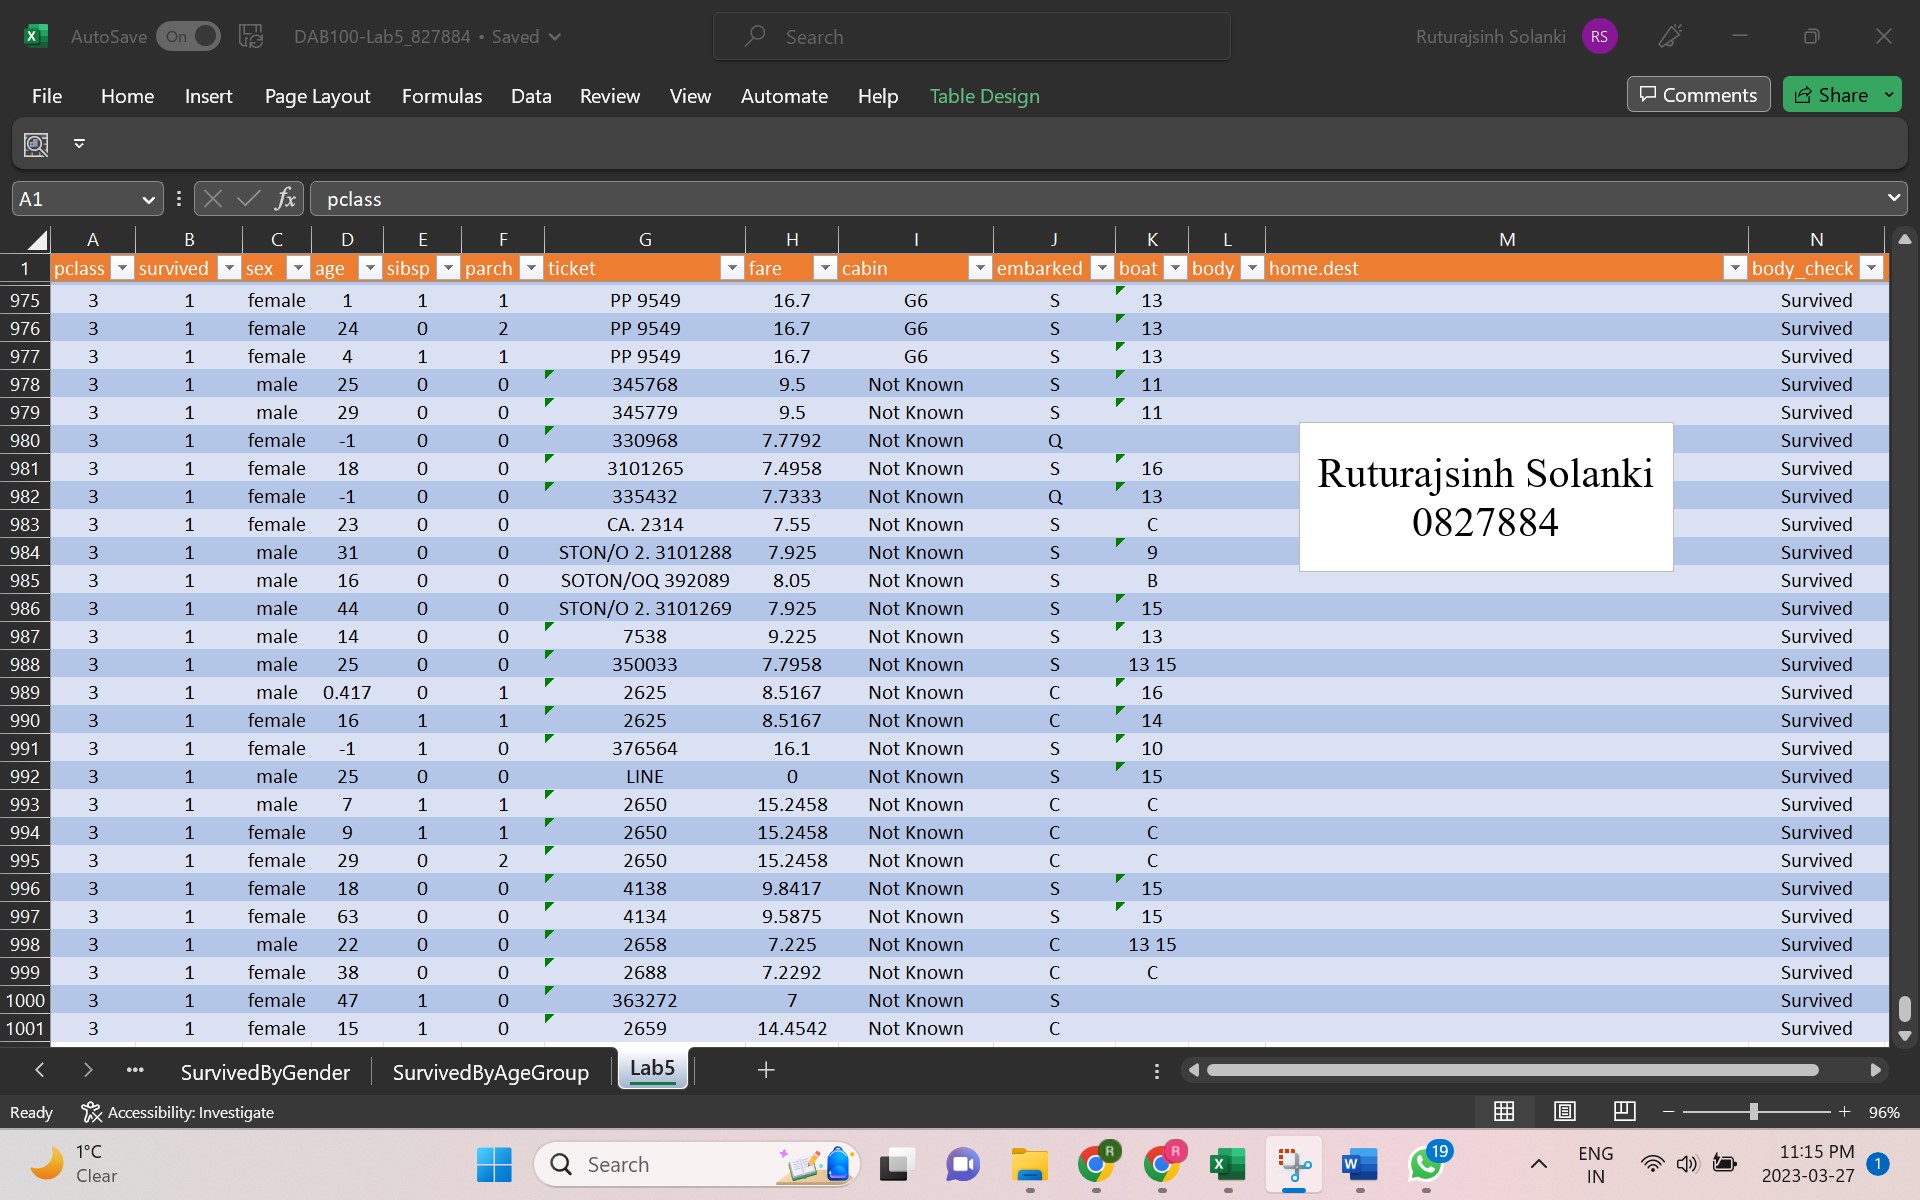 AutoSave On DAB100-Lab5_827884 • Saved Search Ruturajsinh Solanki RS
File Home Insert Page Layout Formulas Data Review View Automate Help Table Design Comments Share
A1 fx pclass
A B C D E F G H I J K L M N
1 pclass survived sex age sibsp parch ticket fare cabin embarked boat body home.dest body_check
975 3 1 female 1 1 1 PP 9549 16.7 G6 S 13 Survived
976 3 1 female 24 0 2 PP 9549 16.7 G6 S 13 Survived
977 3 1 female 4 1 1 PP 9549 16.7 G6 S 13 Survived
978 3 1 male 25 0 0 345768 9.5 Not Known S 11 Survived
979 3 1 male 29 0 0 345779 9.5 Not Known S 11 Survived
980 3 1 female -1 0 0 330968 7.7792 Not Known Q Survived
981 3 1 female 18 0 0 3101265 7.4958 Not Known S 16 Survived
982 3 1 female -1 0 0 335432 7.7333 Not Known Q 13 Survived
983 3 1 female 23 0 0 CA. 2314 7.55 Not Known S C Survived
984 3 1 male 31 0 0 STON/O 2. 3101288 7.925 Not Known S 9 Survived
985 3 1 male 16 0 0 SOTON/OQ 392089 8.05 Not Known S B Survived
986 3 1 male 44 0 0 STON/O 2. 3101269 7.925 Not Known S 15 Survived
987 3 1 male 14 0 0 7538 9.225 Not Known S 13 Survived
988 3 1 male 25 0 0 350033 7.7958 Not Known S 13 15 Survived
989 3 1 male 0.417 0 1 2625 8.5167 Not Known C 16 Survived
990 3 1 female 16 1 1 2625 8.5167 Not Known C 14 Survived
991 3 1 female -1 1 0 376564 16.1 Not Known S 10 Survived
992 3 1 male 25 0 0 LINE 0 Not Known S 15 Survived
993 3 1 male 7 1 1 2650 15.2458 Not Known C C Survived
994 3 1 female 9 1 1 2650 15.2458 Not Known C C Survived
995 3 1 female 29 0 2 2650 15.2458 Not Known C C Survived
996 3 1 female 18 0 0 4138 9.8417 Not Known S 15 Survived
997 3 1 female 63 0 0 4134 9.5875 Not Known S 15 Survived
998 3 1 male 22 0 0 2658 7.225 Not Known C 13 15 Survived
999 3 1 female 38 0 0 2688 7.2292 Not Known C C Survived
1000 3 1 female 47 1 0 363272 7 Not Known S Survived
1001 3 1 female 15 1 0 2659 14.4542 Not Known C Survived
Ruturajsinh Solanki
0827884
SurvivedByGender SurvivedByAgeGroup Lab5
Ready Accessibility: Investigate 96%
1°C
Clear
Search
R R 19
ENG
IN
11:15 PM
2023-03-27
1